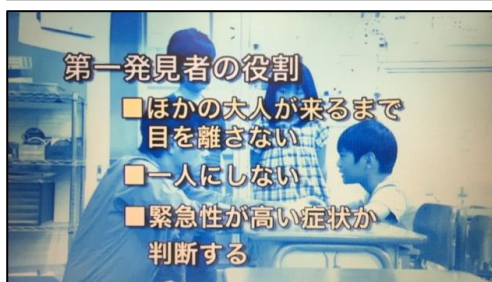 第一発見者の役割
■ほかの大人が来るまで
目を離さない
■一人にしない
■緊急性が高い症状か
判断する